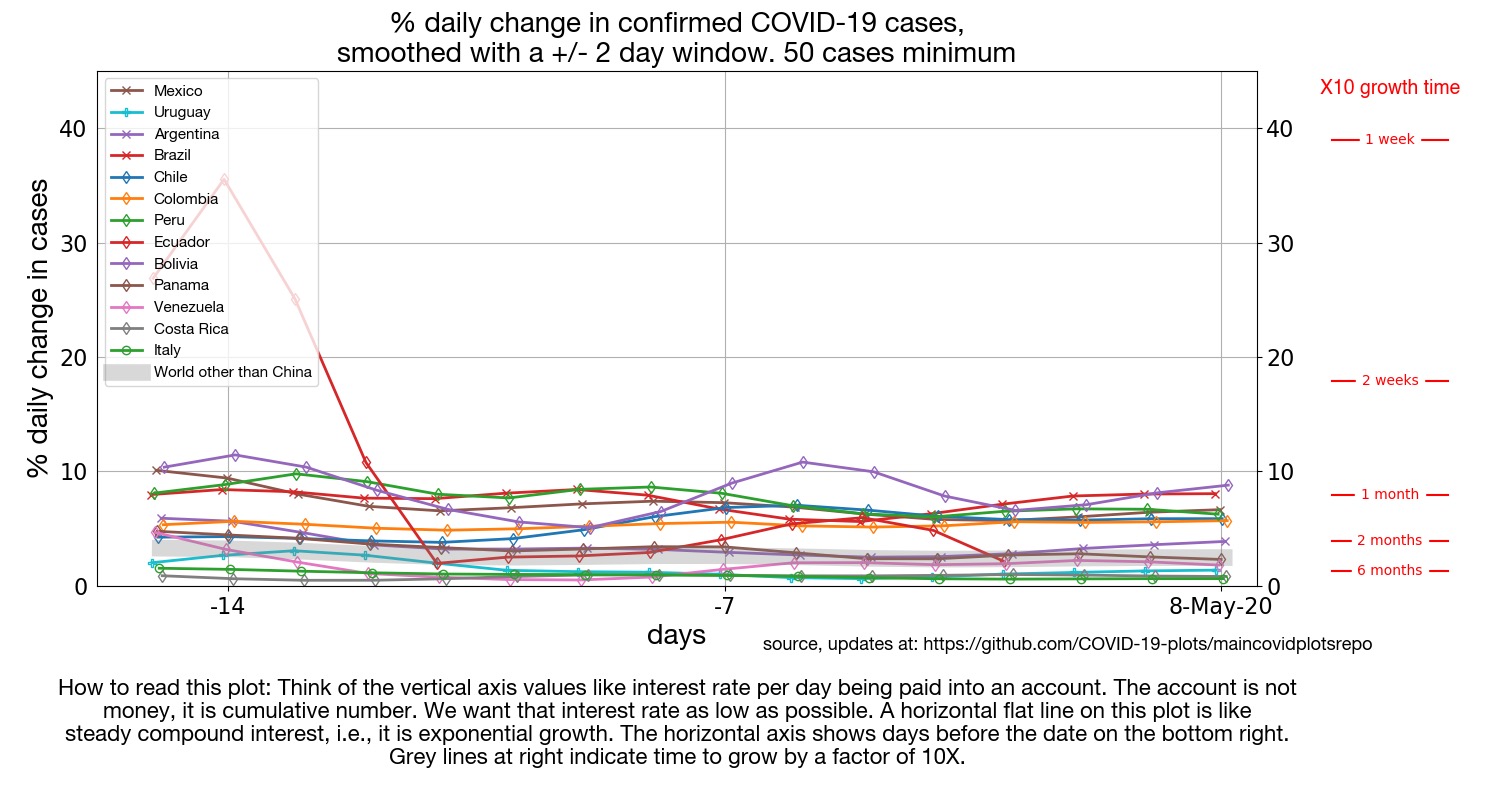 % daily change in confirmed COVID-19 cases,
smoothed with a +/- 2 day window. 50 cases minimum
X10 growth time
Mexico
Uruguay
Argentina
Brazil
Chile
Colombia
Peru
Ecuador
Bolivia
Panama
Venezuela
Costa Rica
Italy
World other than China
% daily change in cases
40
30
20
10
0
40
30
20
10
0
1 week
2 weeks
1 month
2 months
6 months
-14
-7
8-May-20
days
source, updates at: https://github.com/COVID-19-plots/maincovidplotsrepo
How to read this plot: Think of the vertical axis values like interest rate per day being paid into an account. The account is not
money, it is cumulative number. We want that interest rate as low as possible. A horizontal flat line on this plot is like
steady compound interest, i.e., it is exponential growth. The horizontal axis shows days before the date on the bottom right.
Grey lines at right indicate time to grow by a factor of 10X.